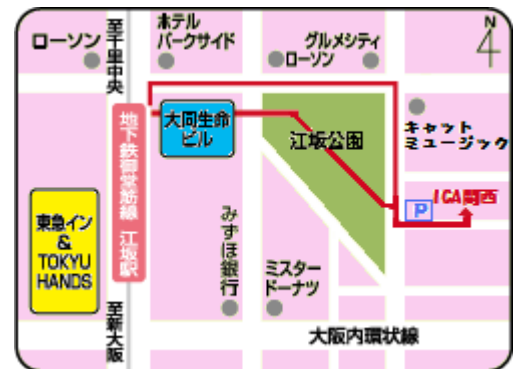 ローソン
至千里中央
ホテル
パークサイド
グルメシティ
ローソン
N
地下鉄御堂筋線 江坂駅
大同生命
ビル
江坂公園
キャット
ミュージック
ICA関西
P
東急イン
&
TOKYU
HANDS
みずほ銀行
ミスター
ドーナツ
至新大阪
大阪内環状線